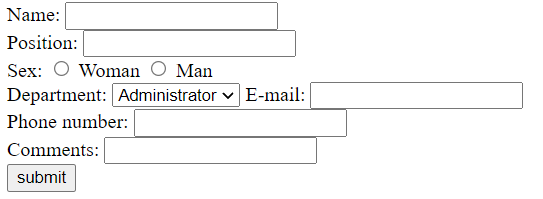 Name:
Position:
Sex: Woman Man
Department: Administrator E-mail:
Phone number:
Comments:
submit